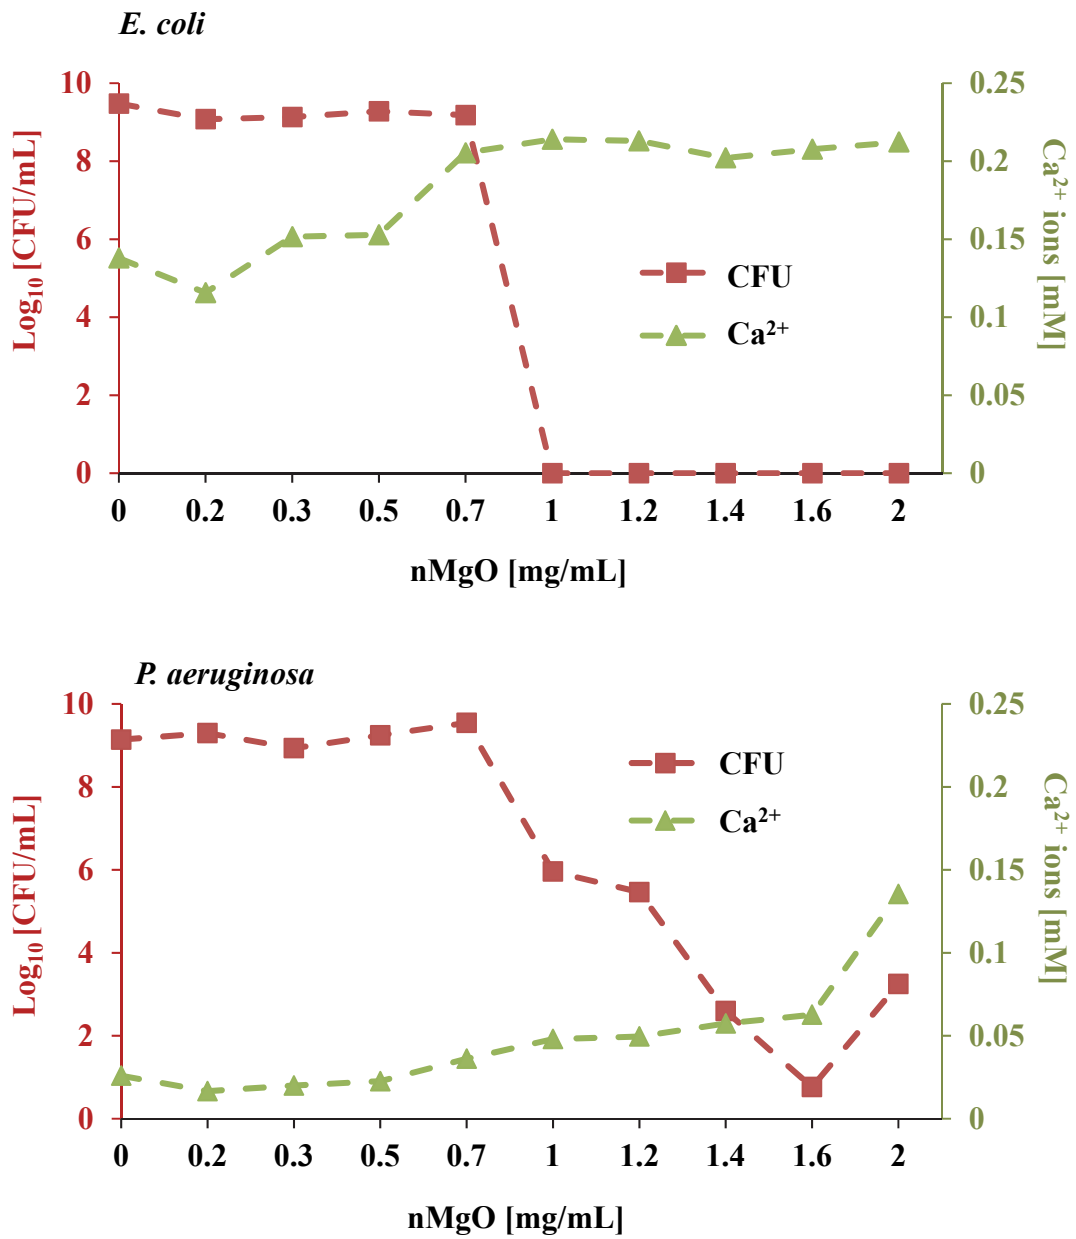 E. coli
10
8
6
4
2
0
Log₁₀ [CFU/mL]
0.25
0.2
0.15
0.1
0.05
0
Ca²⁺ ions [mM]
CFU
Ca²⁺
0 0.2 0.3 0.5 0.7 1 1.2 1.4 1.6 2
nMgO [mg/mL]
P. aeruginosa
10
8
6
4
2
0
Log₁₀ [CFU/mL]
0.25
0.2
0.15
0.1
0.05
0
Ca²⁺ ions [mM]
CFU
Ca²⁺
0 0.2 0.3 0.5 0.7 1 1.2 1.4 1.6 2
nMgO [mg/mL]